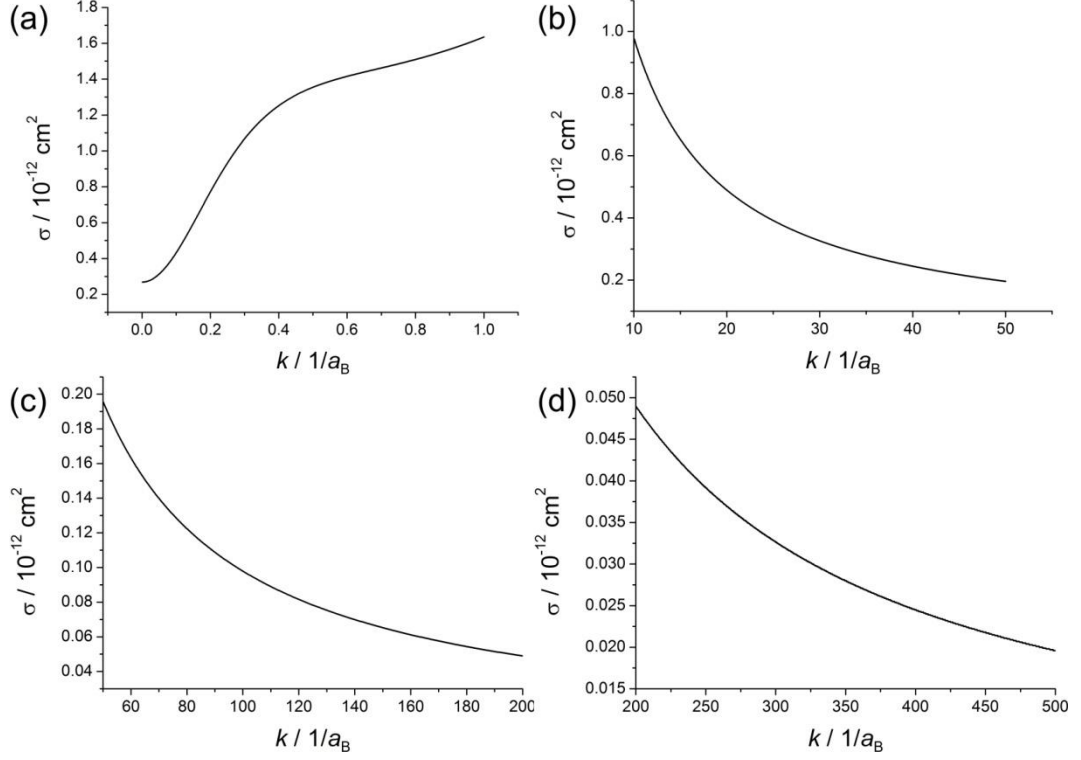 (a)
1.8
1.6
1.4
1.2
1.0
0.8
0.6
0.4
0.2
σ / 10⁻¹² cm²
0.0 0.2 0.4 0.6 0.8 1.0
k / 1/a_B
(b)
1.0
0.8
0.6
0.4
0.2
σ / 10⁻¹² cm²
10 20 30 40 50
k / 1/a_B
(c)
0.20
0.18
0.16
0.14
0.12
0.10
0.08
0.06
0.04
σ / 10⁻¹² cm²
60 80 100 120 140 160 180 200
k / 1/a_B
(d)
0.050
0.045
0.040
0.035
0.030
0.025
0.020
0.015
σ / 10⁻¹² cm²
200 250 300 350 400 450 500
k / 1/a_B